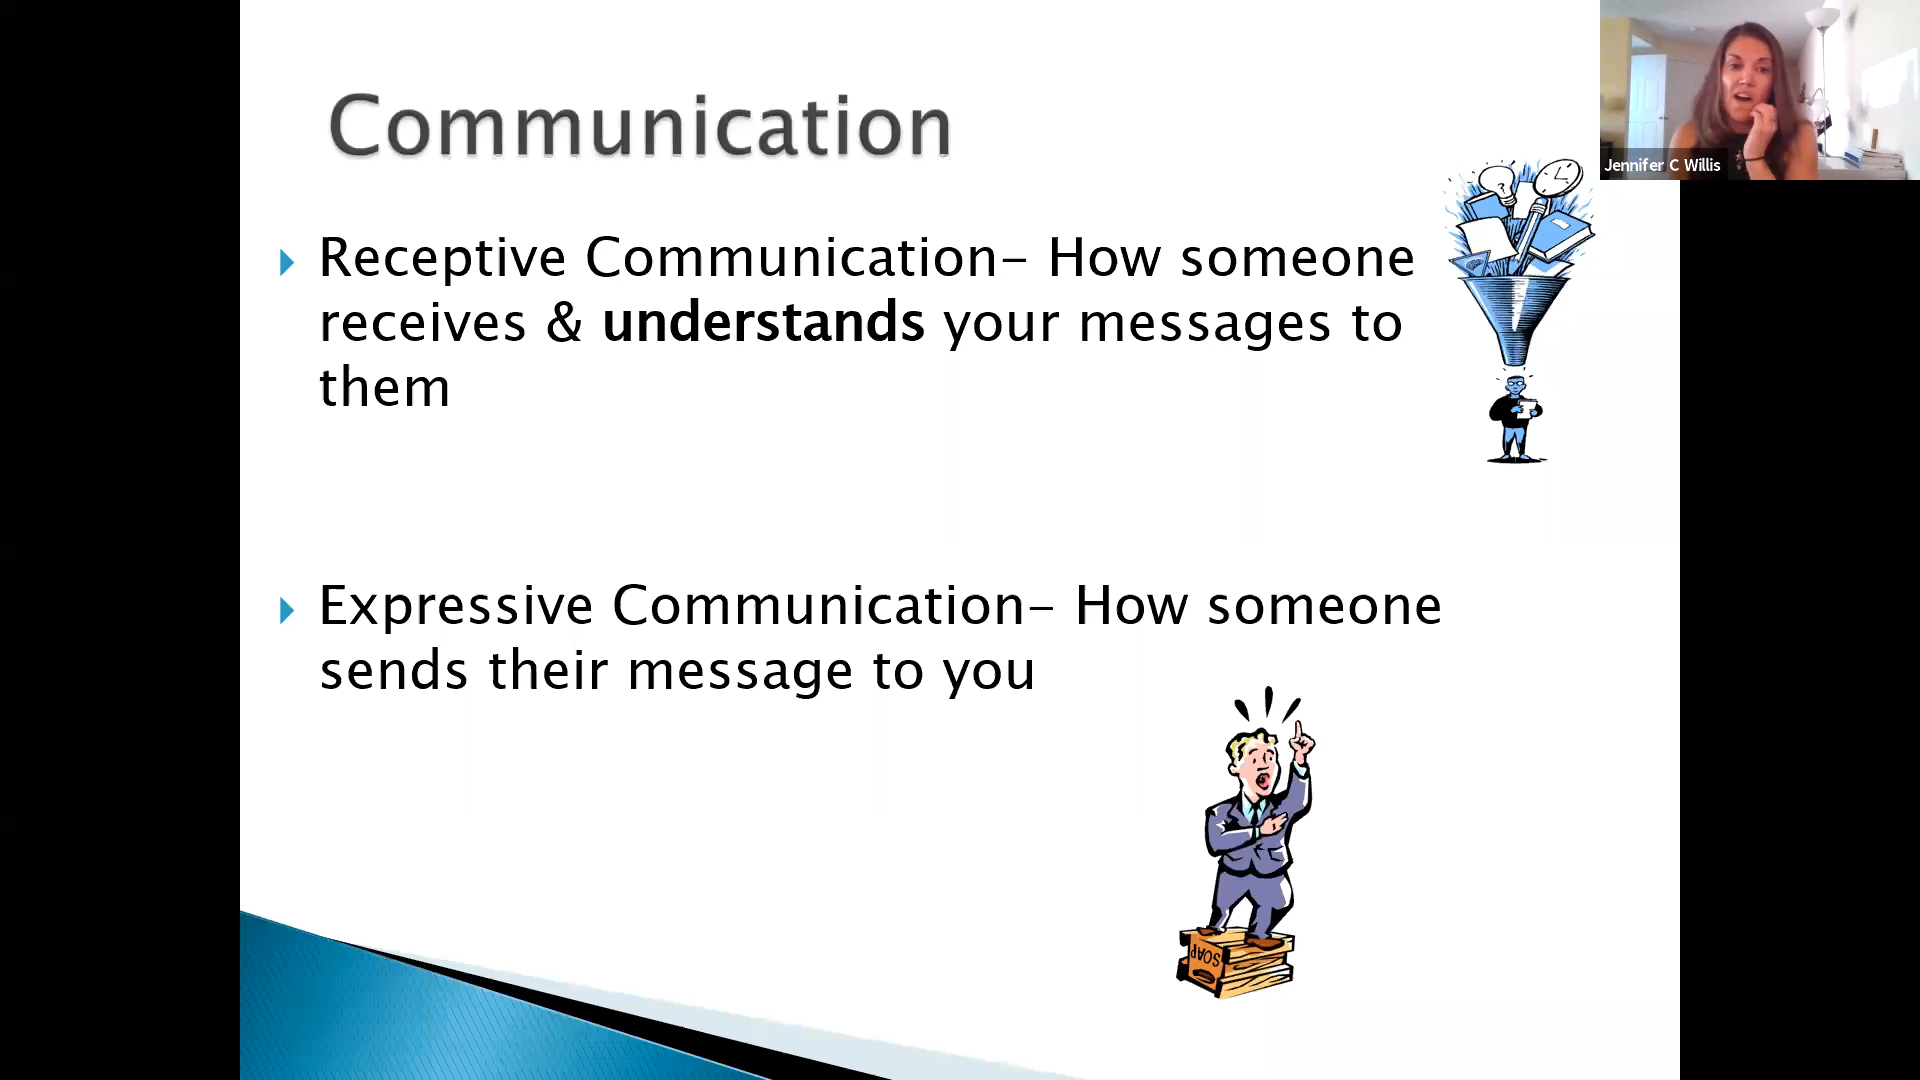 Communication
Jennifer C Willis
Receptive Communication- How someone
receives & understands your messages to
them
Expressive Communication- How someone
sends their message to you
SOAP